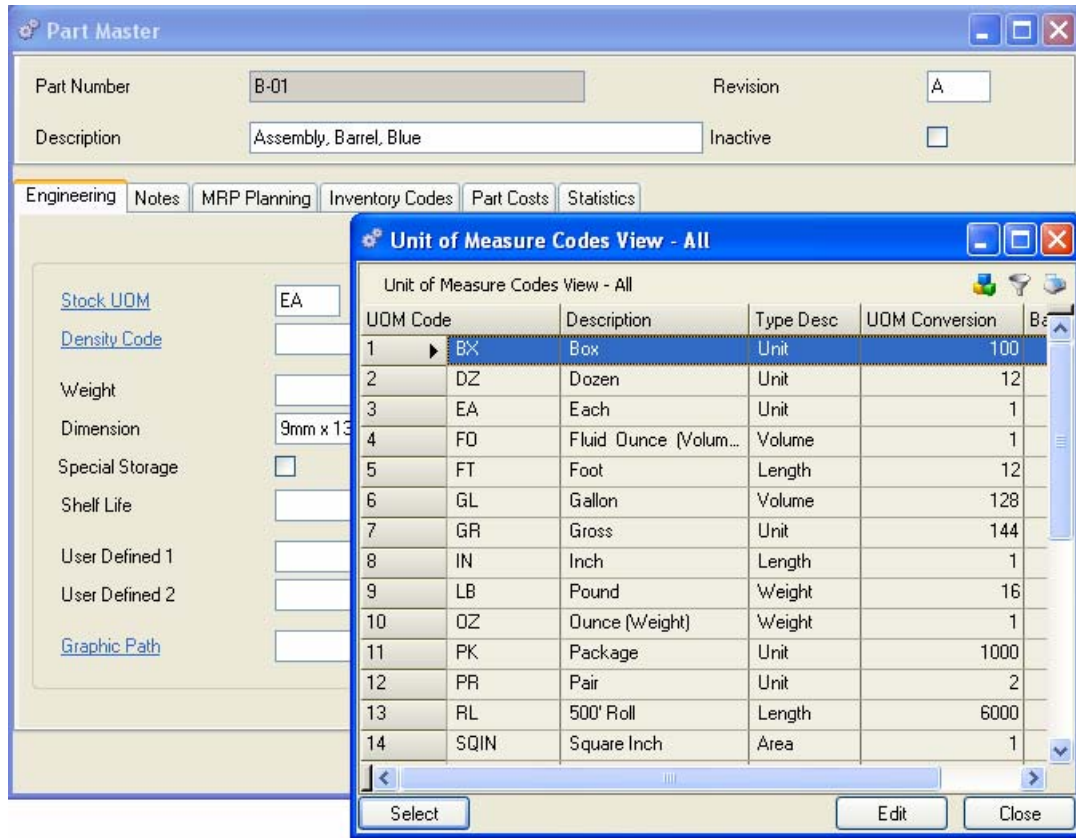 Part Master
Part Number B-01 Revision A
Description Assembly, Barrel, Blue Inactive
Engineering Notes MRP Planning Inventory Codes Part Costs Statistics
Stock UOM EA
Density Code
Weight
Dimension 9mm x 13
Special Storage
Shelf Life
User Defined 1
User Defined 2
Graphic Path
Unit of Measure Codes View - All
Unit of Measure Codes View - All
UOM Code Description Type Desc UOM Conversion Ba
1 BX Box Unit 100
2 DZ Dozen Unit 12
3 EA Each Unit 1
4 FO Fluid Ounce (Volum... Volume 1
5 FT Foot Length 12
6 GL Gallon Volume 128
7 GR Gross Unit 144
8 IN Inch Length 1
9 LB Pound Weight 16
10 OZ Ounce (Weight) Weight 1
11 PK Package Unit 1000
12 PR Pair Unit 2
13 RL 500' Roll Length 6000
14 SQIN Square Inch Area 1
Select Edit Close